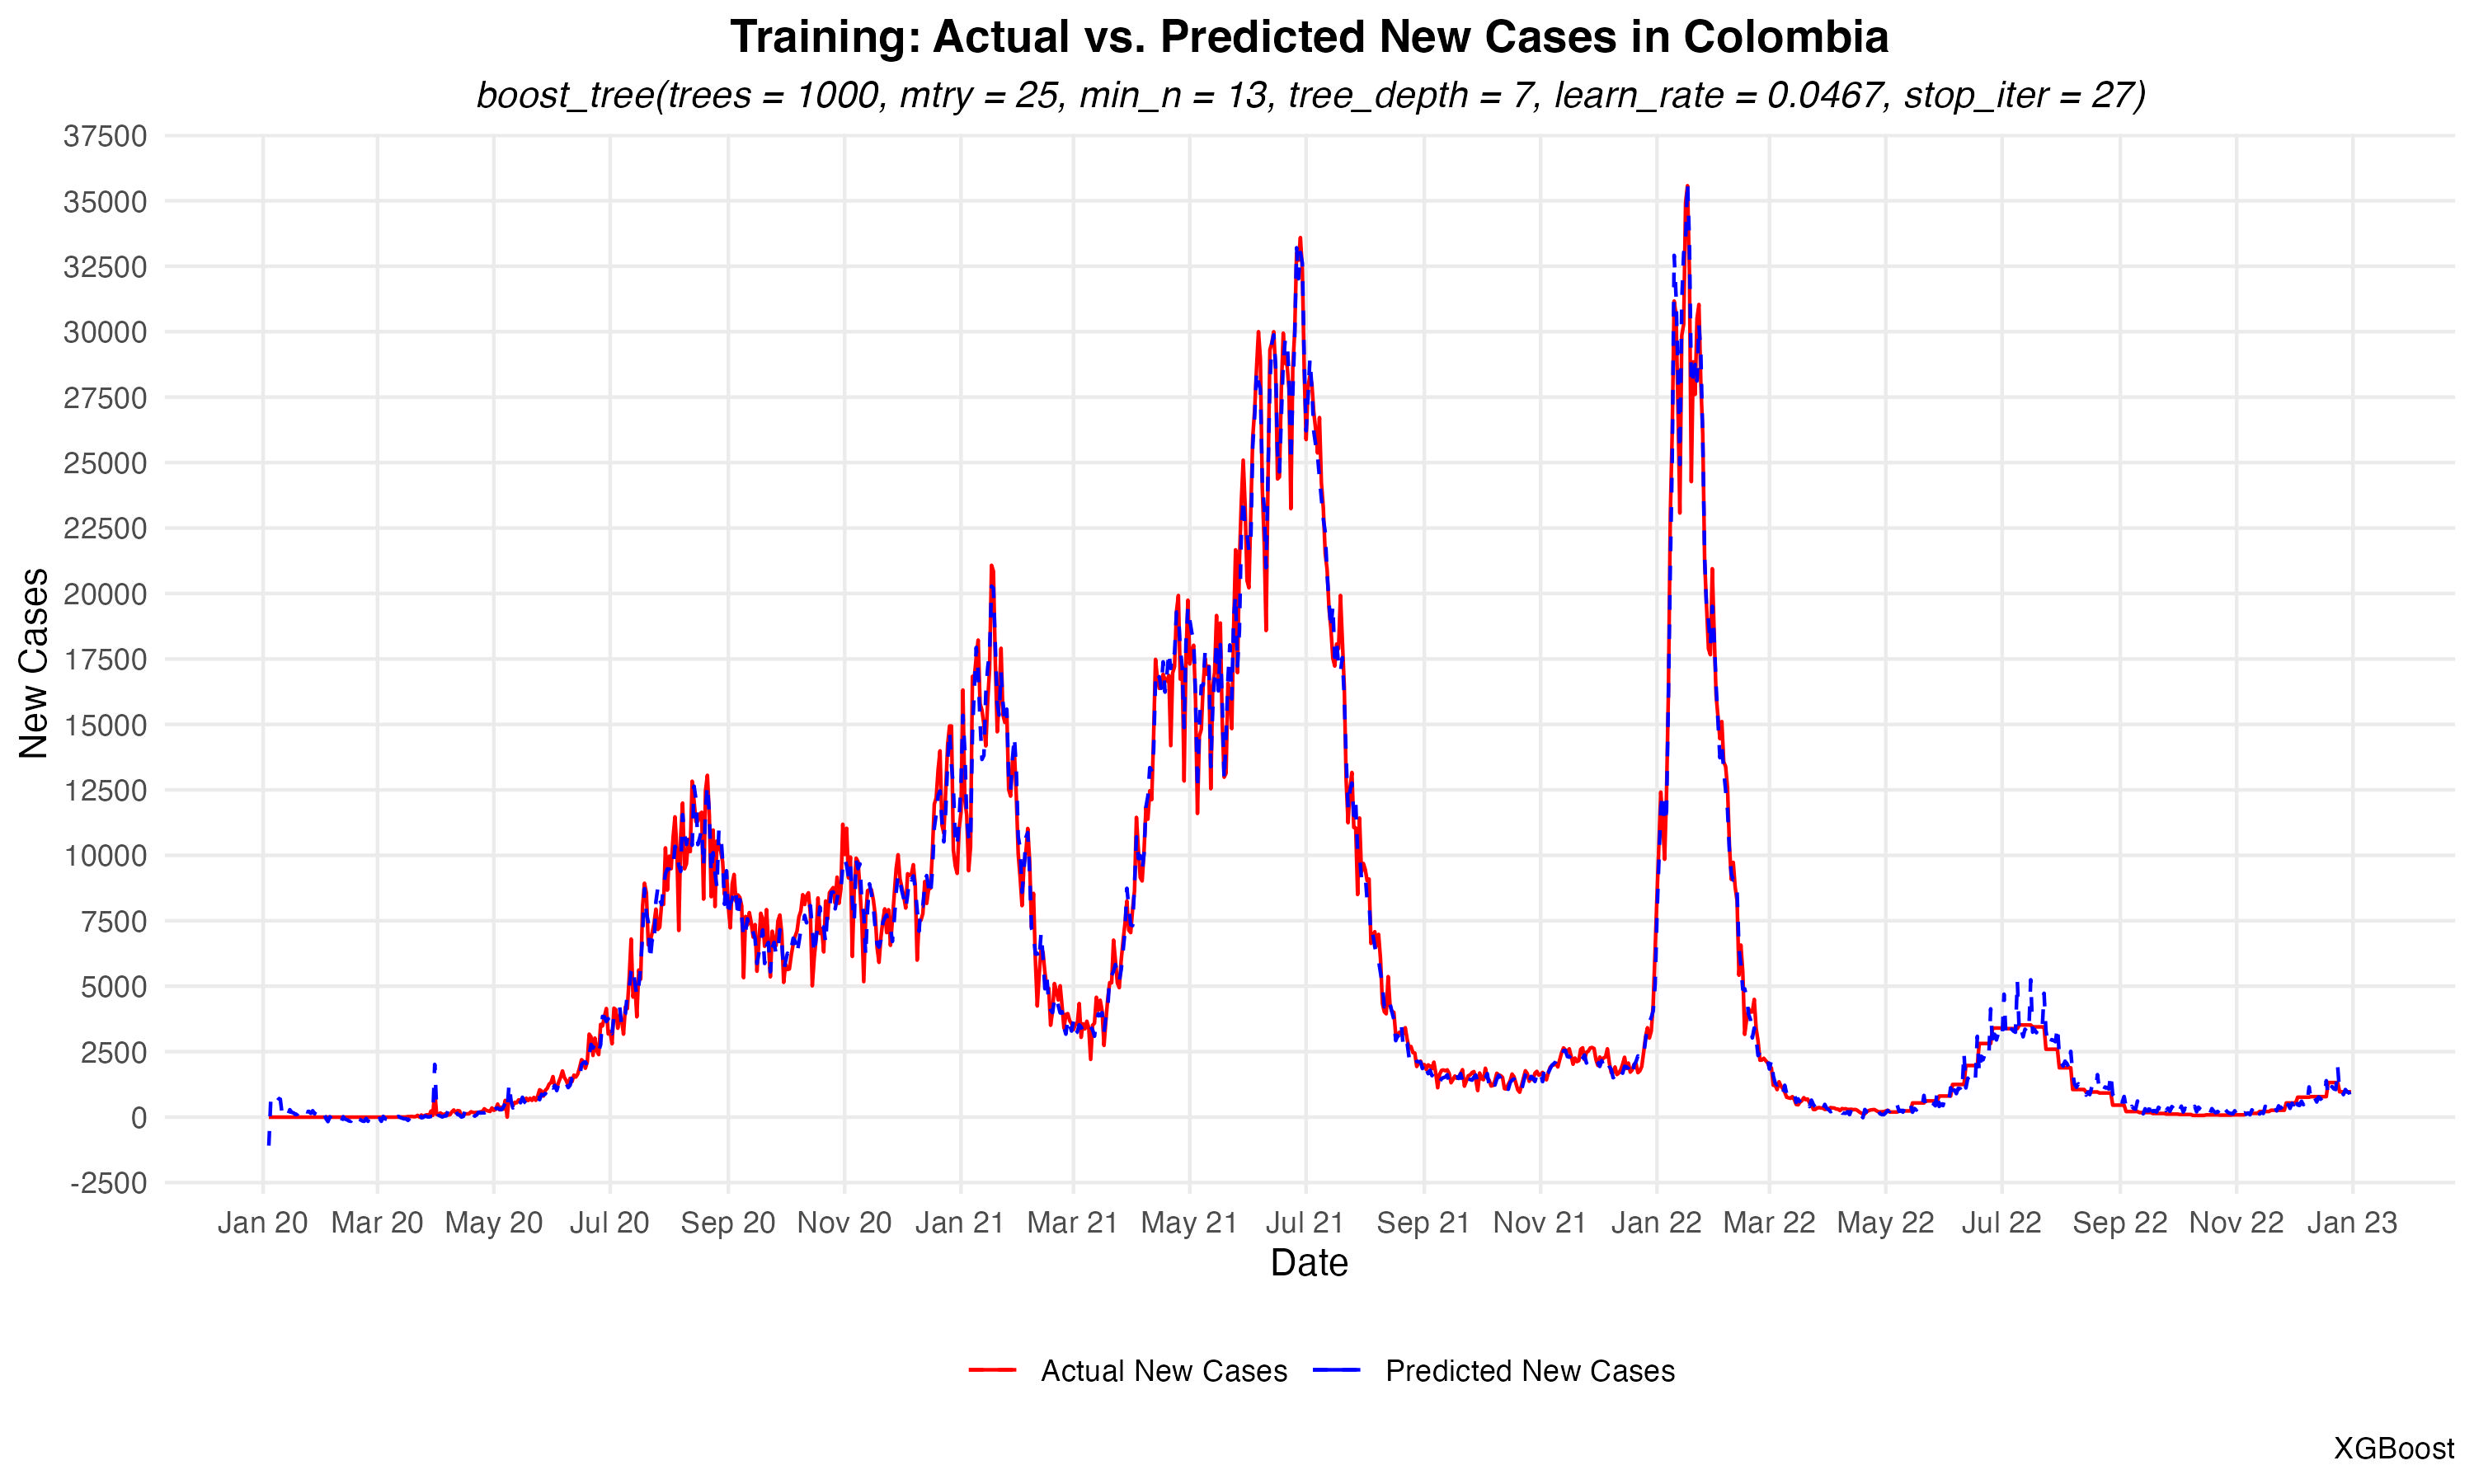 Training: Actual vs. Predicted New Cases in Colombia
boost_tree(trees = 1000, mtry = 25, min_n = 13, tree_depth = 7, learn_rate = 0.0467, stop_iter = 27)
37500
35000
32500
30000
27500
25000
22500
20000
17500
15000
12500
10000
7500
5000
2500
0
-2500
New Cases
Jan 20 Mar 20 May 20 Jul 20 Sep 20 Nov 20 Jan 21 Mar 21 May 21 Jul 21 Sep 21 Nov 21 Jan 22 Mar 22 May 22 Jul 22 Sep 22 Nov 22 Jan 23
Date
Actual New Cases Predicted New Cases
XGBoost